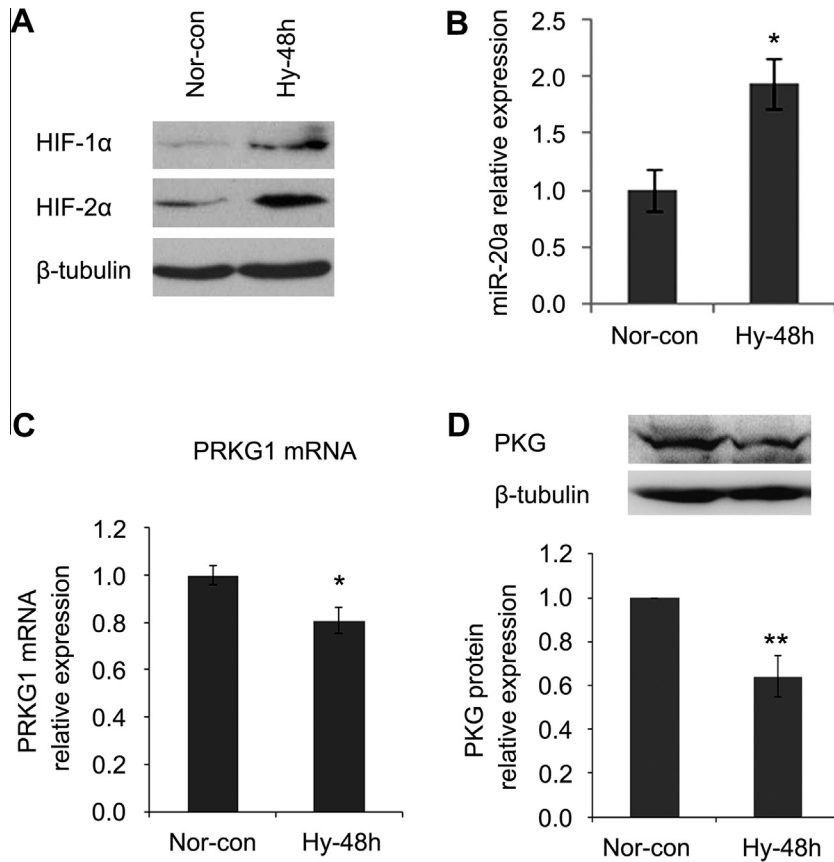 A
Nor-con
Hy-48h
HIF-1α
HIF-2α
β-tubulin
B
miR-20a relative expression
2.5
2.0
1.5
1.0
0.5
0.0
*
Nor-con
Hy-48h
C
PRKG1 mRNA
PRKG1 mRNA
relative expression
1.2
1.0
0.8
0.6
0.4
0.2
0.0
*
Nor-con
Hy-48h
D
PKG
β-tubulin
PKG protein
relative expression
1.2
1.0
0.8
0.6
0.4
0.2
0.0
**
Nor-con
Hy-48h